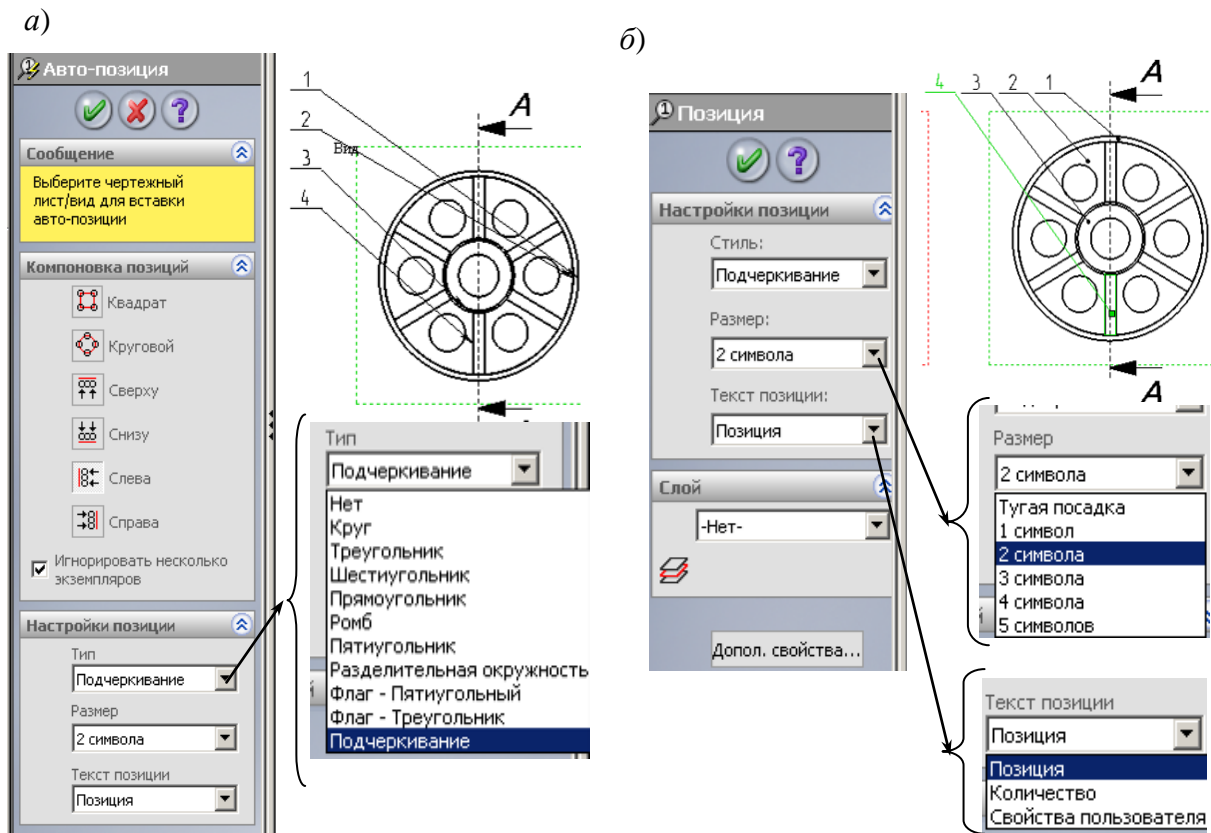 а)
Авто-позиция
Сообщение
Выберите чертежный
лист/вид для вставки
авто-позиции
Компоновка позиций
Квадрат
Круговой
Сверху
Снизу
Слева
Справа
Игнорировать несколько
экземпляров
Настройки позиции
Тип
Подчеркивание
Размер
2 символа
Текст позиции
Позиция
1
2
Вид
3
4
А
Тип
Подчеркивание
Нет
Круг
Треугольник
Шестиугольник
Прямоугольник
Ромб
Пятиугольник
Разделительная окружность
Флаг - Пятиугольный
Флаг - Треугольник
Подчеркивание
б)
Позиция
Настройки позиции
Стиль:
Подчеркивание
Размер:
2 символа
Текст позиции:
Позиция
Слой
-Нет-
Допол. свойства...
4 3 2 1
А
А
Размер
2 символа
Тугая посадка
1 символ
2 символа
3 символа
4 символа
5 символов
Текст позиции
Позиция
Позиция
Количество
Свойства пользователя